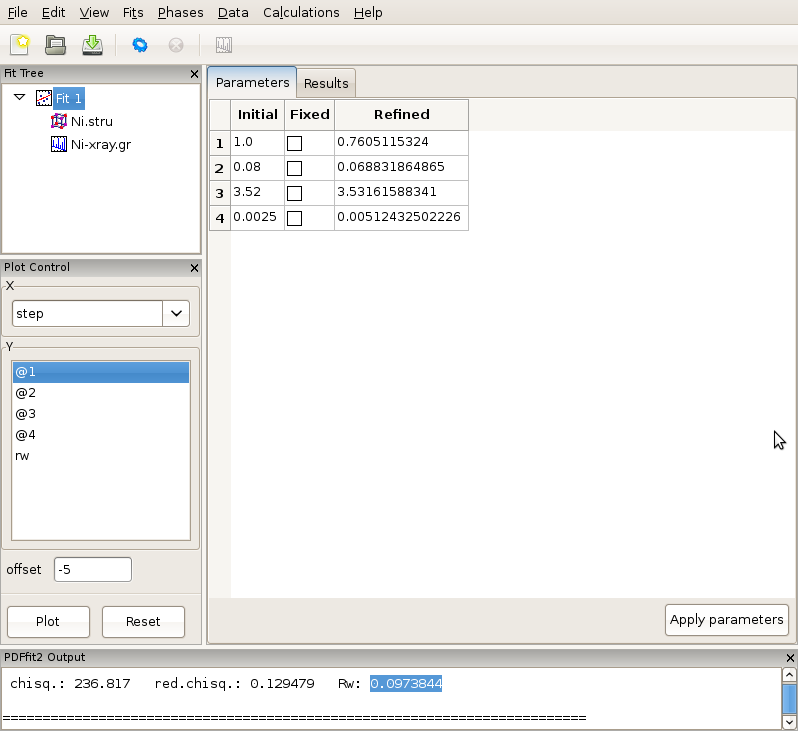 File Edit View Fits Phases Data Calculations Help
Fit Tree
Fit 1
Ni.stru
Ni-xray.gr
Parameters Results
Initial Fixed Refined
1 1.0 0.7605115324
2 0.08 0.068831864865
3 3.52 3.53161588341
4 0.0025 0.00512432502226
Plot Control
X
step
Y
@1
@2
@3
@4
rw
offset -5
Plot Reset
Apply parameters
PDFfit2 Output
chisq.: 236.817 red.chisq.: 0.129479 Rw: 0.0973844
=========================================================================